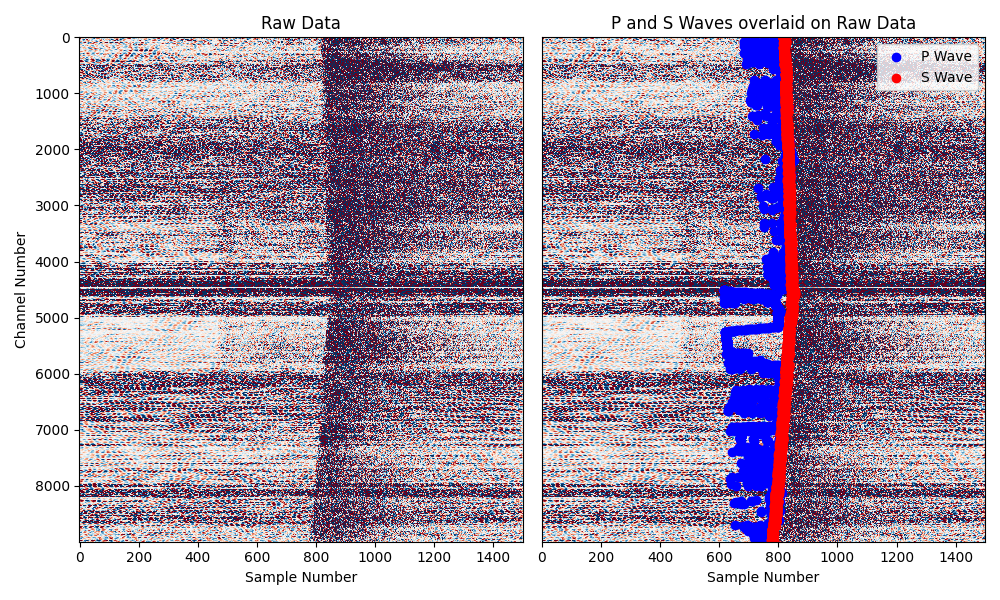 Raw Data
P and S Waves overlaid on Raw Data
P Wave
S Wave
0
1000
2000
3000
4000
5000
6000
7000
8000
Channel Number
0 200 400 600 800 1000 1200 1400
0 200 400 600 800 1000 1200 1400
Sample Number
Sample Number